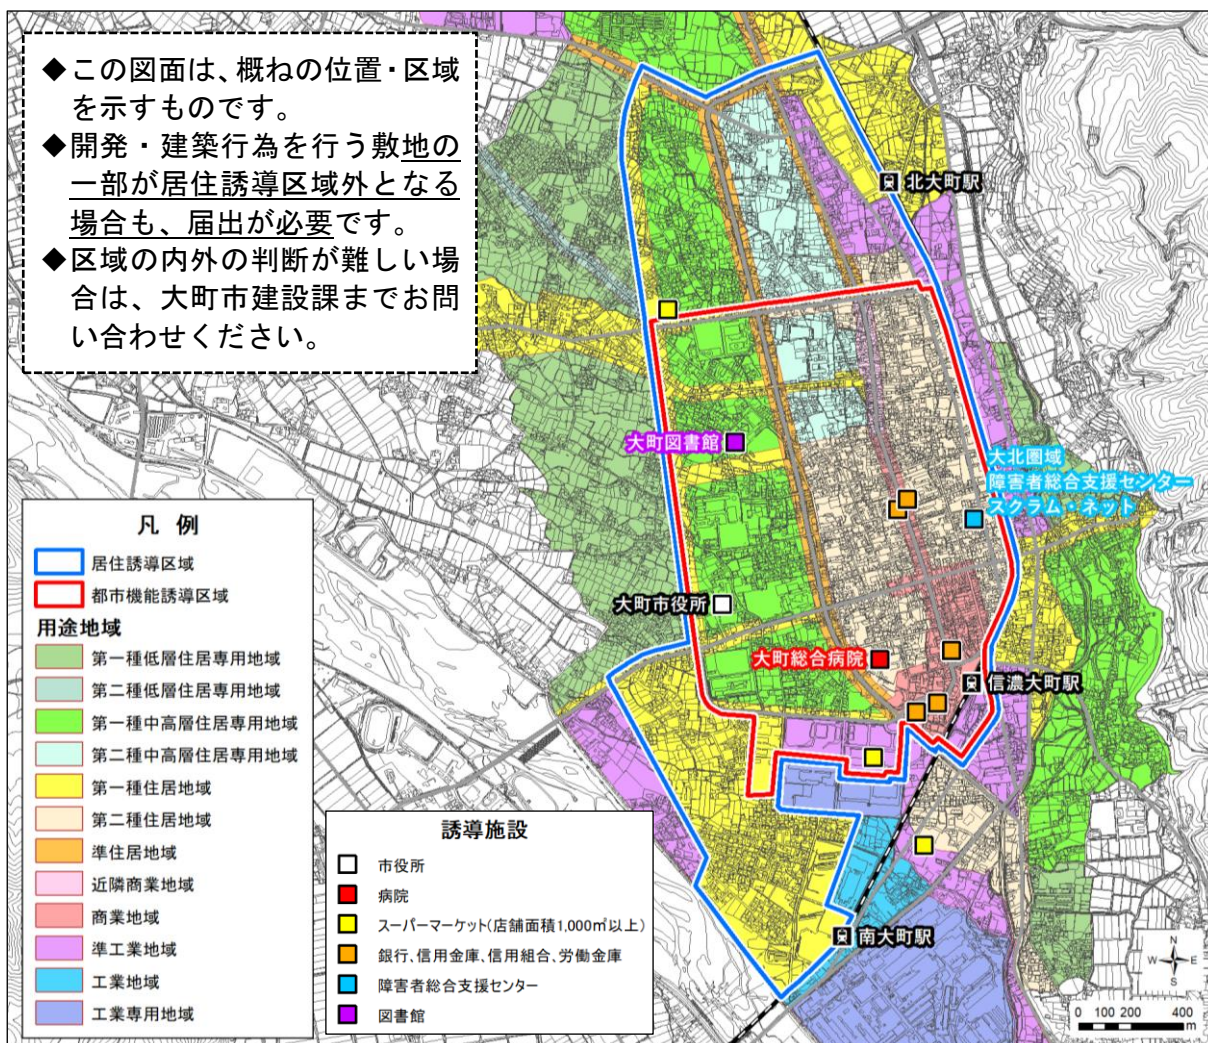 ◆この図面は、概ねの位置・区域
を示すものです。
◆開発・建築行為を行う敷地の
一部が居住誘導区域外となる
場合も、届出が必要です。
◆区域の内外の判断が難しい場
合は、大町市建設課までお問
い合わせください。
北大町駅
大町図書館
大北圏域
障害者総合支援センター
スクラム・ネット
大町市役所
大町総合病院
信濃大町駅
南大町駅
凡 例
居住誘導区域
都市機能誘導区域
用途地域
第一種低層住居専用地域
第二種低層住居専用地域
第一種中高層住居専用地域
第二種中高層住居専用地域
第一種住居地域
第二種住居地域
準住居地域
近隣商業地域
商業地域
準工業地域
工業地域
工業専用地域
誘導施設
市役所
病院
スーパーマーケット(店舗面積1,000㎡以上)
銀行、信用金庫、信用組合、労働金庫
障害者総合支援センター
図書館
N
W E
S
0 100 200 400
m